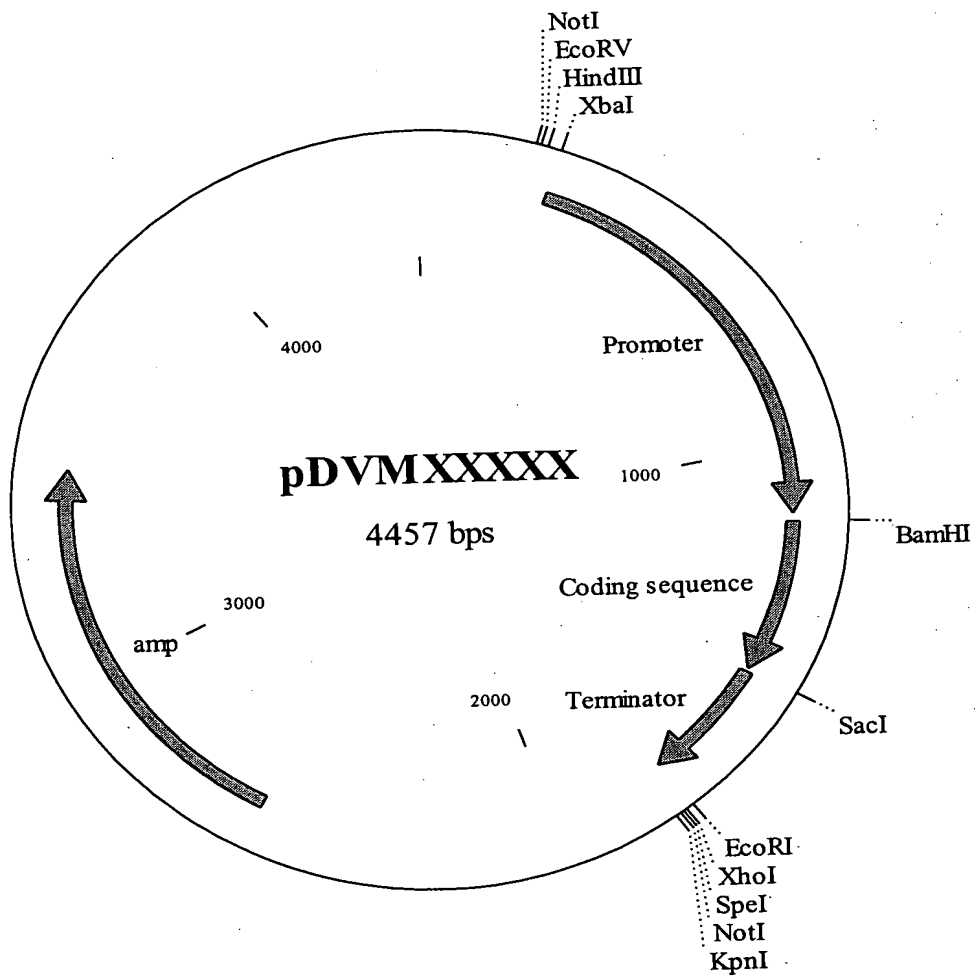 NotI
EcoRV
HindIII
XbaI
4000
Promoter
pDVMXXXXX
1000
4457 bps
BamHI
Coding sequence
3000
amp
2000
Terminator
SacI
EcoRI
XhoI
SpeI
NotI
KpnI